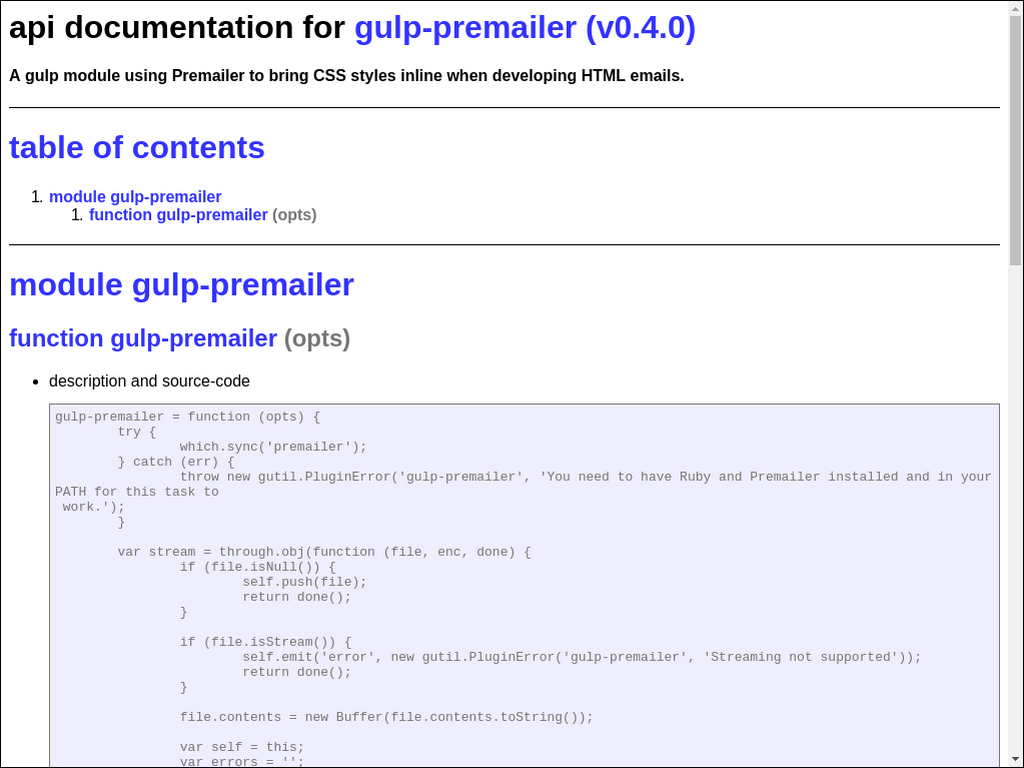 api documentation for gulp-premailer (v0.4.0)
A gulp module using Premailer to bring CSS styles inline when developing HTML emails.
table of contents
1. module gulp-premailer
1. function gulp-premailer (opts)
module gulp-premailer
function gulp-premailer (opts)
• description and source-code
gulp-premailer = function (opts) {
        try {
                which.sync('premailer');
        } catch (err) {
                throw new gutil.PluginError('gulp-premailer', 'You need to have Ruby and Premailer installed and in your
PATH for this task to
 work.');
        }

        var stream = through.obj(function (file, enc, done) {
                if (file.isNull()) {
                        self.push(file);
                        return done();
                }

                if (file.isStream()) {
                        self.emit('error', new gutil.PluginError('gulp-premailer', 'Streaming not supported'));
                        return done();
                }

                file.contents = new Buffer(file.contents.toString());

                var self = this;
                var errors = '';